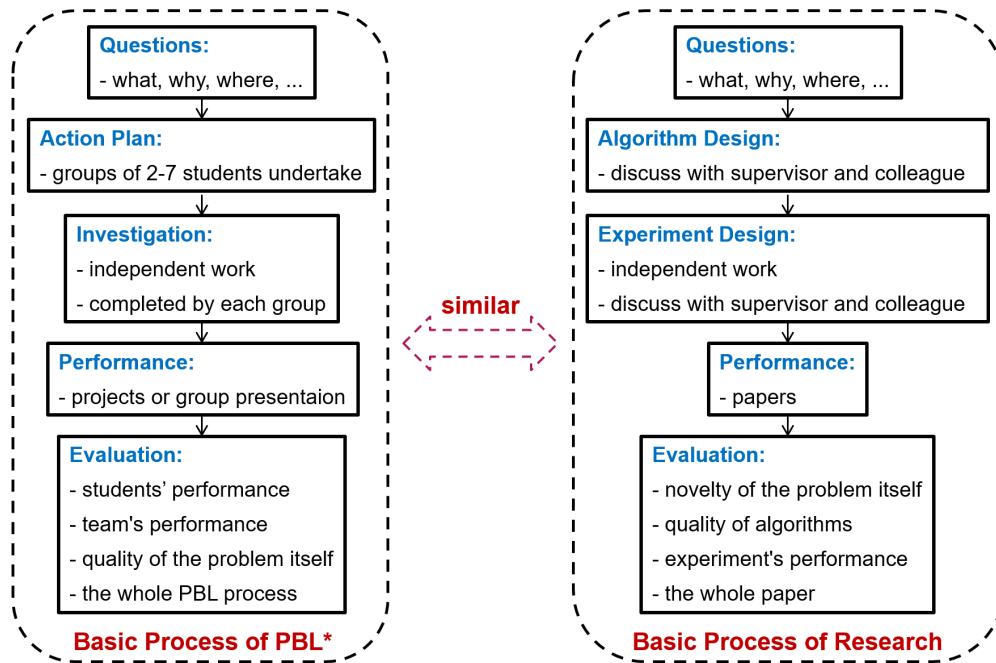 Questions:
- what, why, where, ...
Action Plan:
- groups of 2-7 students undertake
Investigation:
- independent work
- completed by each group
Performance:
- projects or group presentaion
Evaluation:
- students’ performance
- team's performance
- quality of the problem itself
- the whole PBL process
Basic Process of PBL*
similar
Questions:
- what, why, where, ...
Algorithm Design:
- discuss with supervisor and colleague
Experiment Design:
- independent work
- discuss with supervisor and colleague
Performance:
- papers
Evaluation:
- novelty of the problem itself
- quality of algorithms
- experiment's performance
- the whole paper
Basic Process of Research